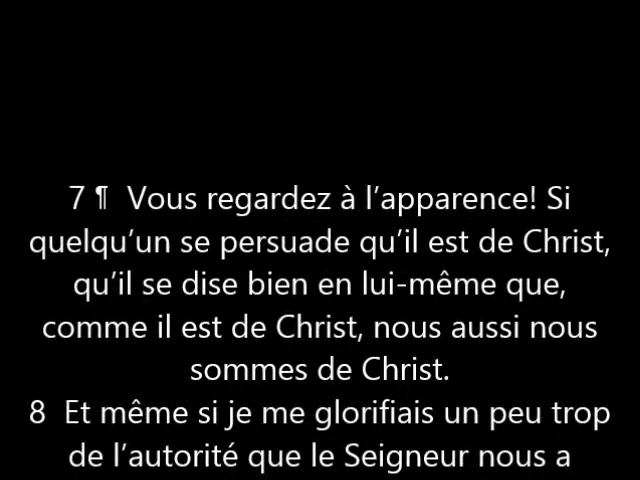 7 ¶  Vous regardez à l’apparence! Si
quelqu’un se persuade qu’il est de Christ,
qu’il se dise bien en lui-même que,
comme il est de Christ, nous aussi nous
sommes de Christ.
8  Et même si je me glorifiais un peu trop
de l’autorité que le Seigneur nous a